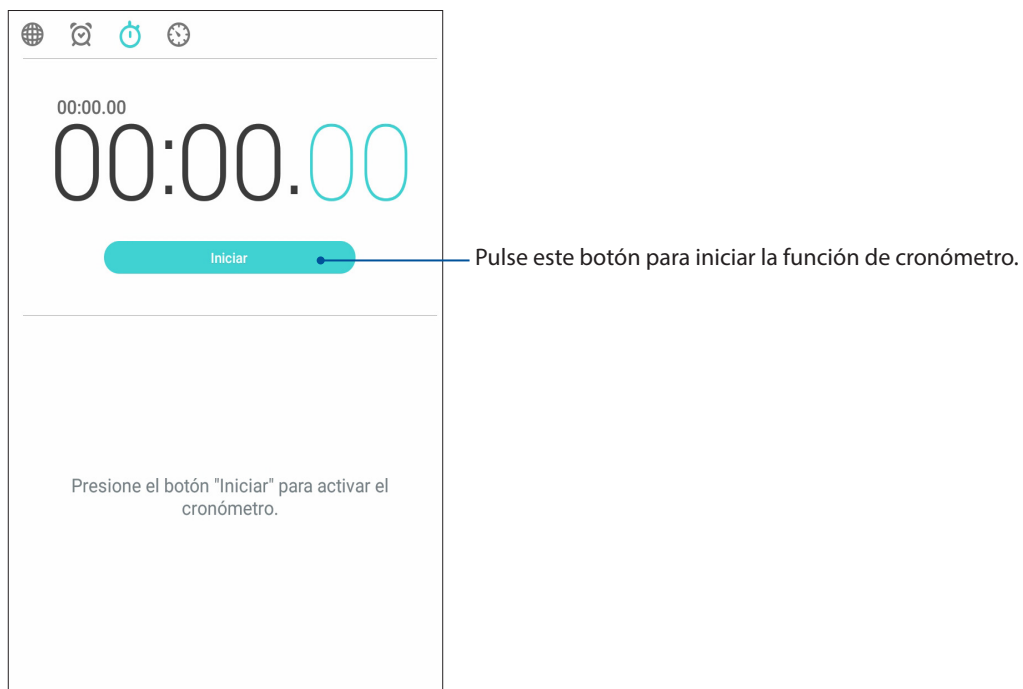 00:00.00
00:00.00
Iniciar
Pulse este botón para iniciar la función de cronómetro.
Presione el botón "Iniciar" para activar el
cronómetro.